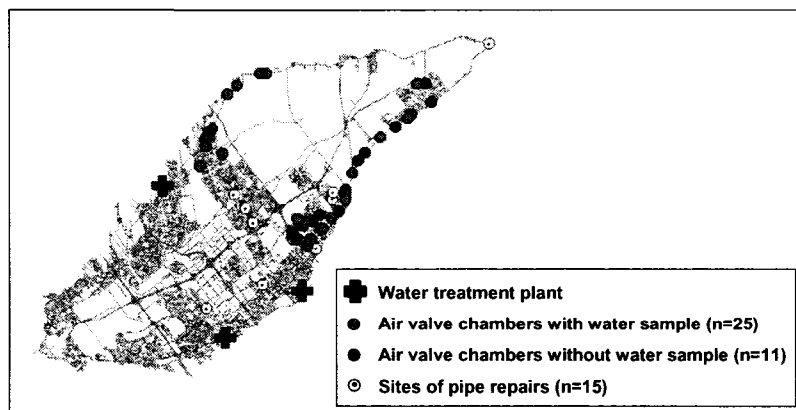 Water treatment plant
Air valve chambers with water sample (n=25)
Air valve chambers without water sample (n=11)
Sites of pipe repairs (n=15)